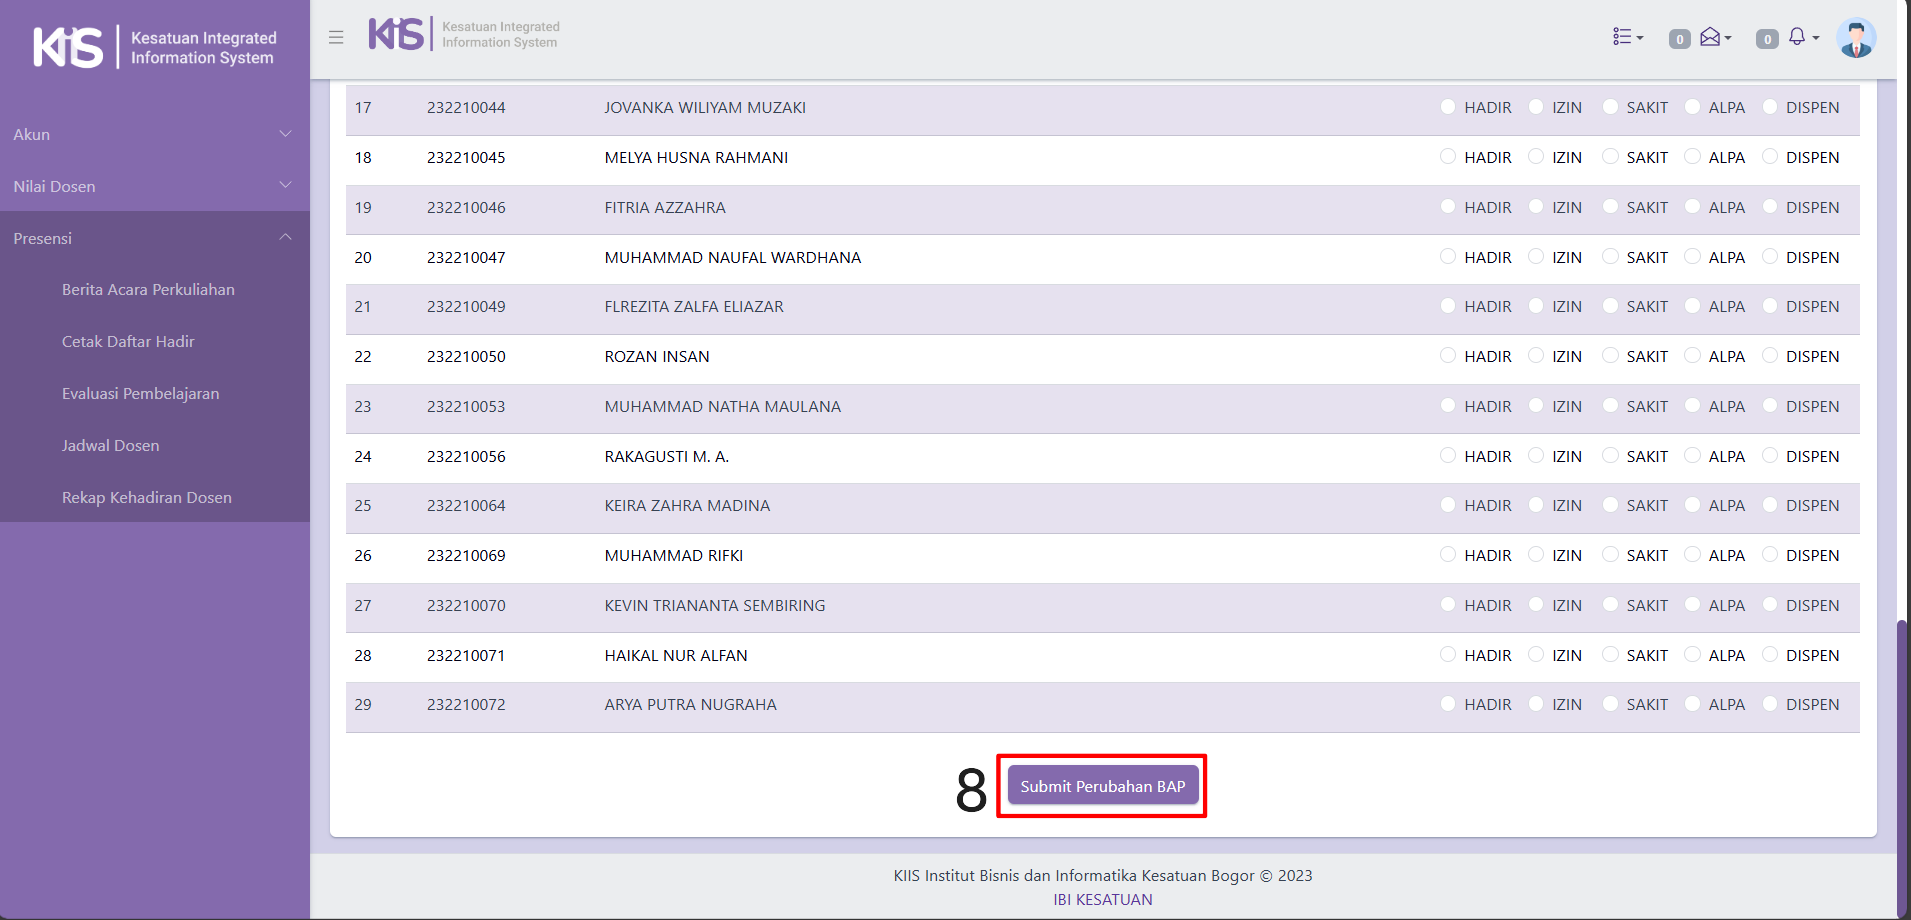 KIS Kesatuan Integrated Information System
KIS Kesatuan Integrated Information System
0
0
Akun
Nilai Dosen
Presensi
Berita Acara Perkuliahan
Cetak Daftar Hadir
Evaluasi Pembelajaran
Jadwal Dosen
Rekap Kehadiran Dosen
17 232210044 JOVANKA WILIYAM MUZAKI HADIR IZIN SAKIT ALPA DISPEN
18 232210045 MELYA HUSNA RAHMANI HADIR IZIN SAKIT ALPA DISPEN
19 232210046 FITRIA AZZAHRA HADIR IZIN SAKIT ALPA DISPEN
20 232210047 MUHAMMAD NAUFAL WARDHANA HADIR IZIN SAKIT ALPA DISPEN
21 232210049 FLREZITA ZALFA ELIAZAR HADIR IZIN SAKIT ALPA DISPEN
22 232210050 ROZAN INSAN HADIR IZIN SAKIT ALPA DISPEN
23 232210053 MUHAMMAD NATHA MAULANA HADIR IZIN SAKIT ALPA DISPEN
24 232210056 RAKAGUSTI M. A. HADIR IZIN SAKIT ALPA DISPEN
25 232210064 KEIRA ZAHRA MADINA HADIR IZIN SAKIT ALPA DISPEN
26 232210069 MUHAMMAD RIFKI HADIR IZIN SAKIT ALPA DISPEN
27 232210070 KEVIN TRIANANTA SEMBIRING HADIR IZIN SAKIT ALPA DISPEN
28 232210071 HAIKAL NUR ALFAN HADIR IZIN SAKIT ALPA DISPEN
29 232210072 ARYA PUTRA NUGRAHA HADIR IZIN SAKIT ALPA DISPEN
8 Submit Perubahan BAP
KIIS Institut Bisnis dan Informatika Kesatuan Bogor © 2023
IBI KESATUAN